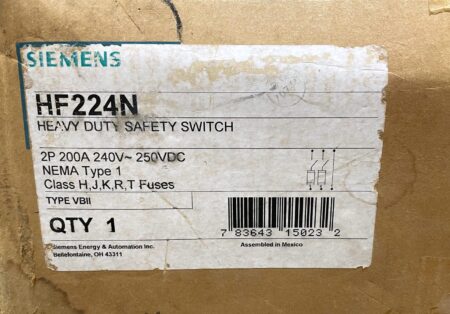 SIEMENS
HF224N
HEAVY DUTY SAFETY SWITCH
2P 200A 240V~ 250VDC
NEMA Type 1
Class H,J,K,R,T Fuses
TYPE VBII
QTY 1
7 83643 15023 2
Siemens Energy & Automation Inc.
Bellefontaine, OH 43311
Assembled in Mexico